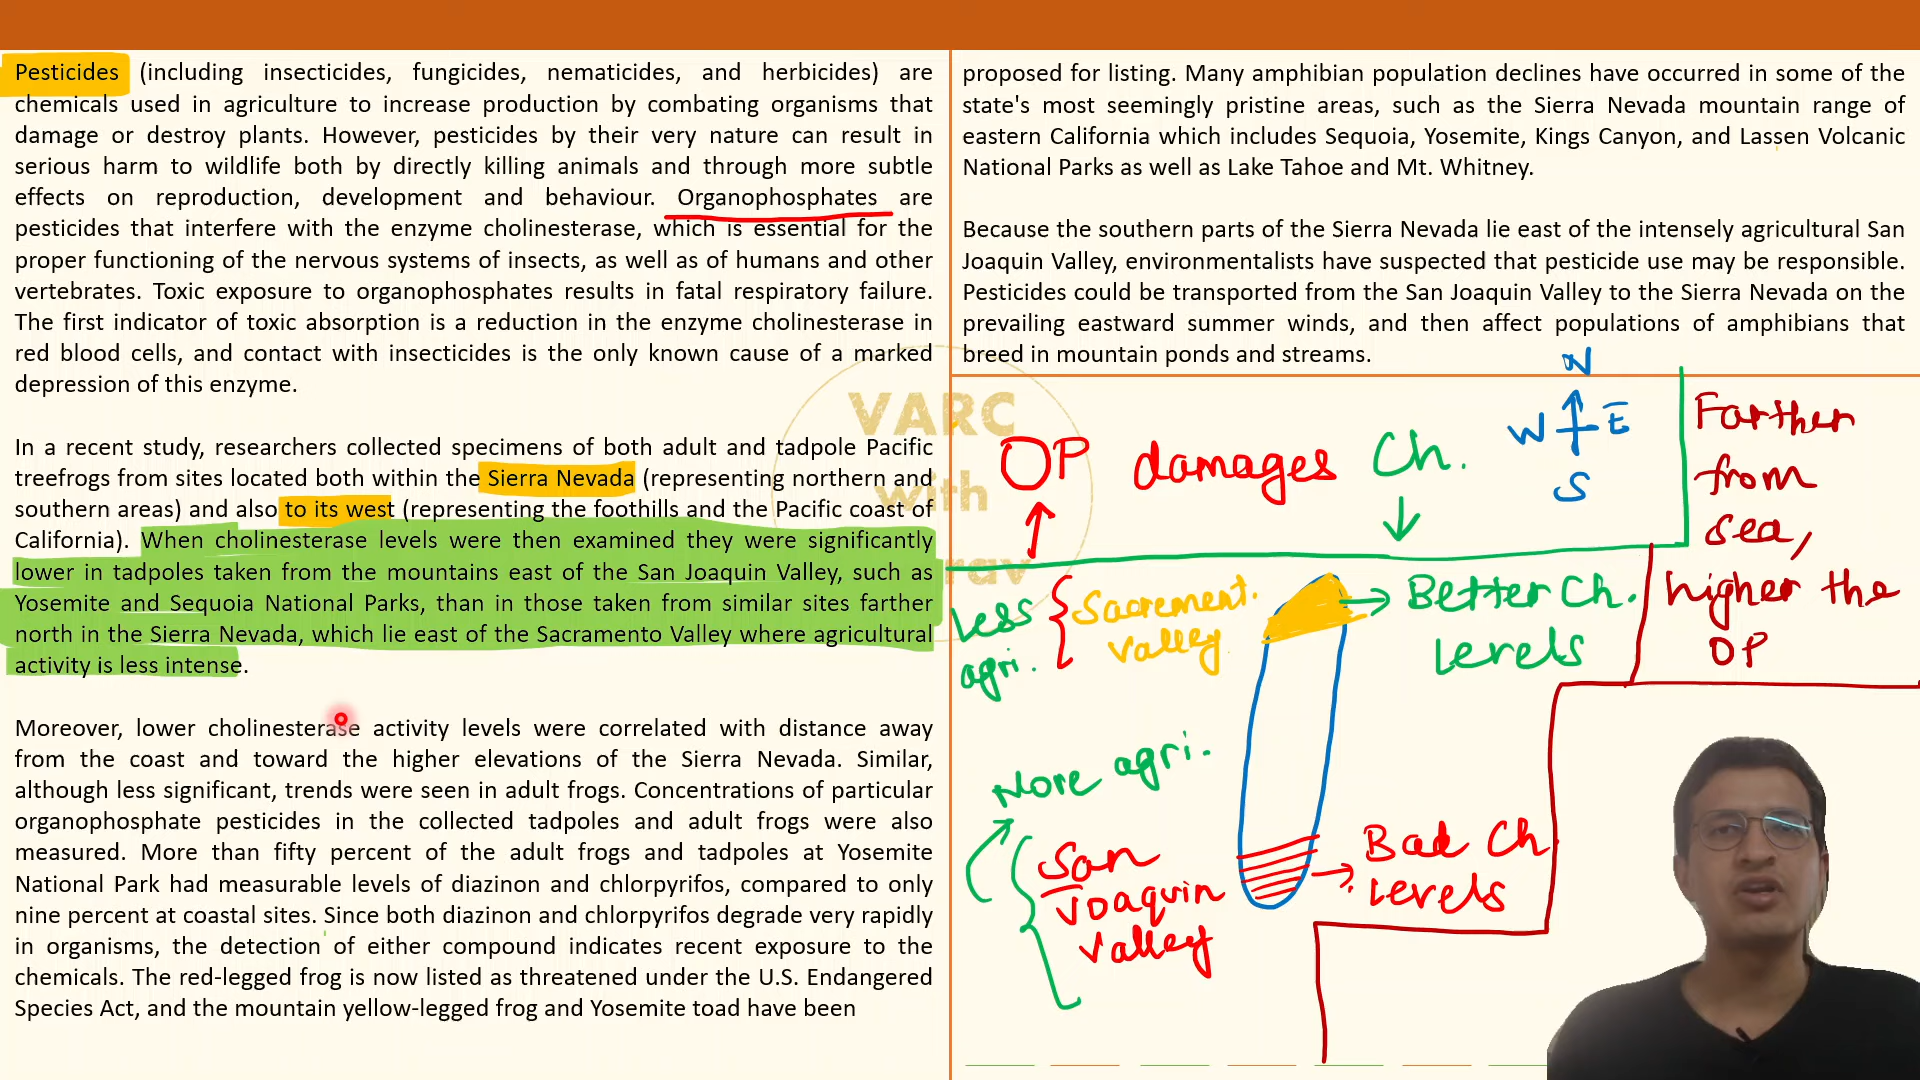 Pesticides (including insecticides, fungicides, nematicides, and herbicides) are
chemicals used in agriculture to increase production by combating organisms that
damage or destroy plants. However, pesticides by their very nature can result in
serious harm to wildlife both by directly killing animals and through more subtle
effects on reproduction, development and behaviour. Organophosphates are
pesticides that interfere with the enzyme cholinesterase, which is essential for the
proper functioning of the nervous systems of insects, as well as of humans and other
vertebrates. Toxic exposure to organophosphates results in fatal respiratory failure.
The first indicator of toxic absorption is a reduction in the enzyme cholinesterase in
red blood cells, and contact with insecticides is the only known cause of a marked
depression of this enzyme.
In a recent study, researchers collected specimens of both adult and tadpole Pacific
treefrogs from sites located both within the Sierra Nevada (representing northern and
southern areas) and also to its west (representing the foothills and the Pacific coast of
California). When cholinesterase levels were then examined they were significantly
lower in tadpoles taken from the mountains east of the San Joaquin Valley, such as
Yosemite and Sequoia National Parks, than in those taken from similar sites farther
north in the Sierra Nevada, which lie east of the Sacramento Valley where agricultural
activity is less intense.
Moreover, lower cholinesterase activity levels were correlated with distance away
from the coast and toward the higher elevations of the Sierra Nevada. Similar,
although less significant, trends were seen in adult frogs. Concentrations of particular
organophosphate pesticides in the collected tadpoles and adult frogs were also
measured. More than fifty percent of the adult frogs and tadpoles at Yosemite
National Park had measurable levels of diazinon and chlorpyrifos, compared to only
nine percent at coastal sites. Since both diazinon and chlorpyrifos degrade very rapidly
in organisms, the detection of either compound indicates recent exposure to the
chemicals. The red-legged frog is now listed as threatened under the U.S. Endangered
Species Act, and the mountain yellow-legged frog and Yosemite toad have been
proposed for listing. Many amphibian population declines have occurred in some of the
state's most seemingly pristine areas, such as the Sierra Nevada mountain range of
eastern California which includes Sequoia, Yosemite, Kings Canyon, and Lassen Volcanic
National Parks as well as Lake Tahoe and Mt. Whitney.
Because the southern parts of the Sierra Nevada lie east of the intensely agricultural San
Joaquin Valley, environmentalists have suspected that pesticide use may be responsible.
Pesticides could be transported from the San Joaquin Valley to the Sierra Nevada on the
prevailing eastward summer winds, and then affect populations of amphibians that
breed in mountain ponds and streams.
VARC
with
rav
OP damages Ch.
N
W E
S
Farther
from
sea,
higher the
OP
Less
agri.
Sacrement.
Valley
Better Ch.
Levels
More agri.
San
Joaquin
Valley
Bad Ch
Levels